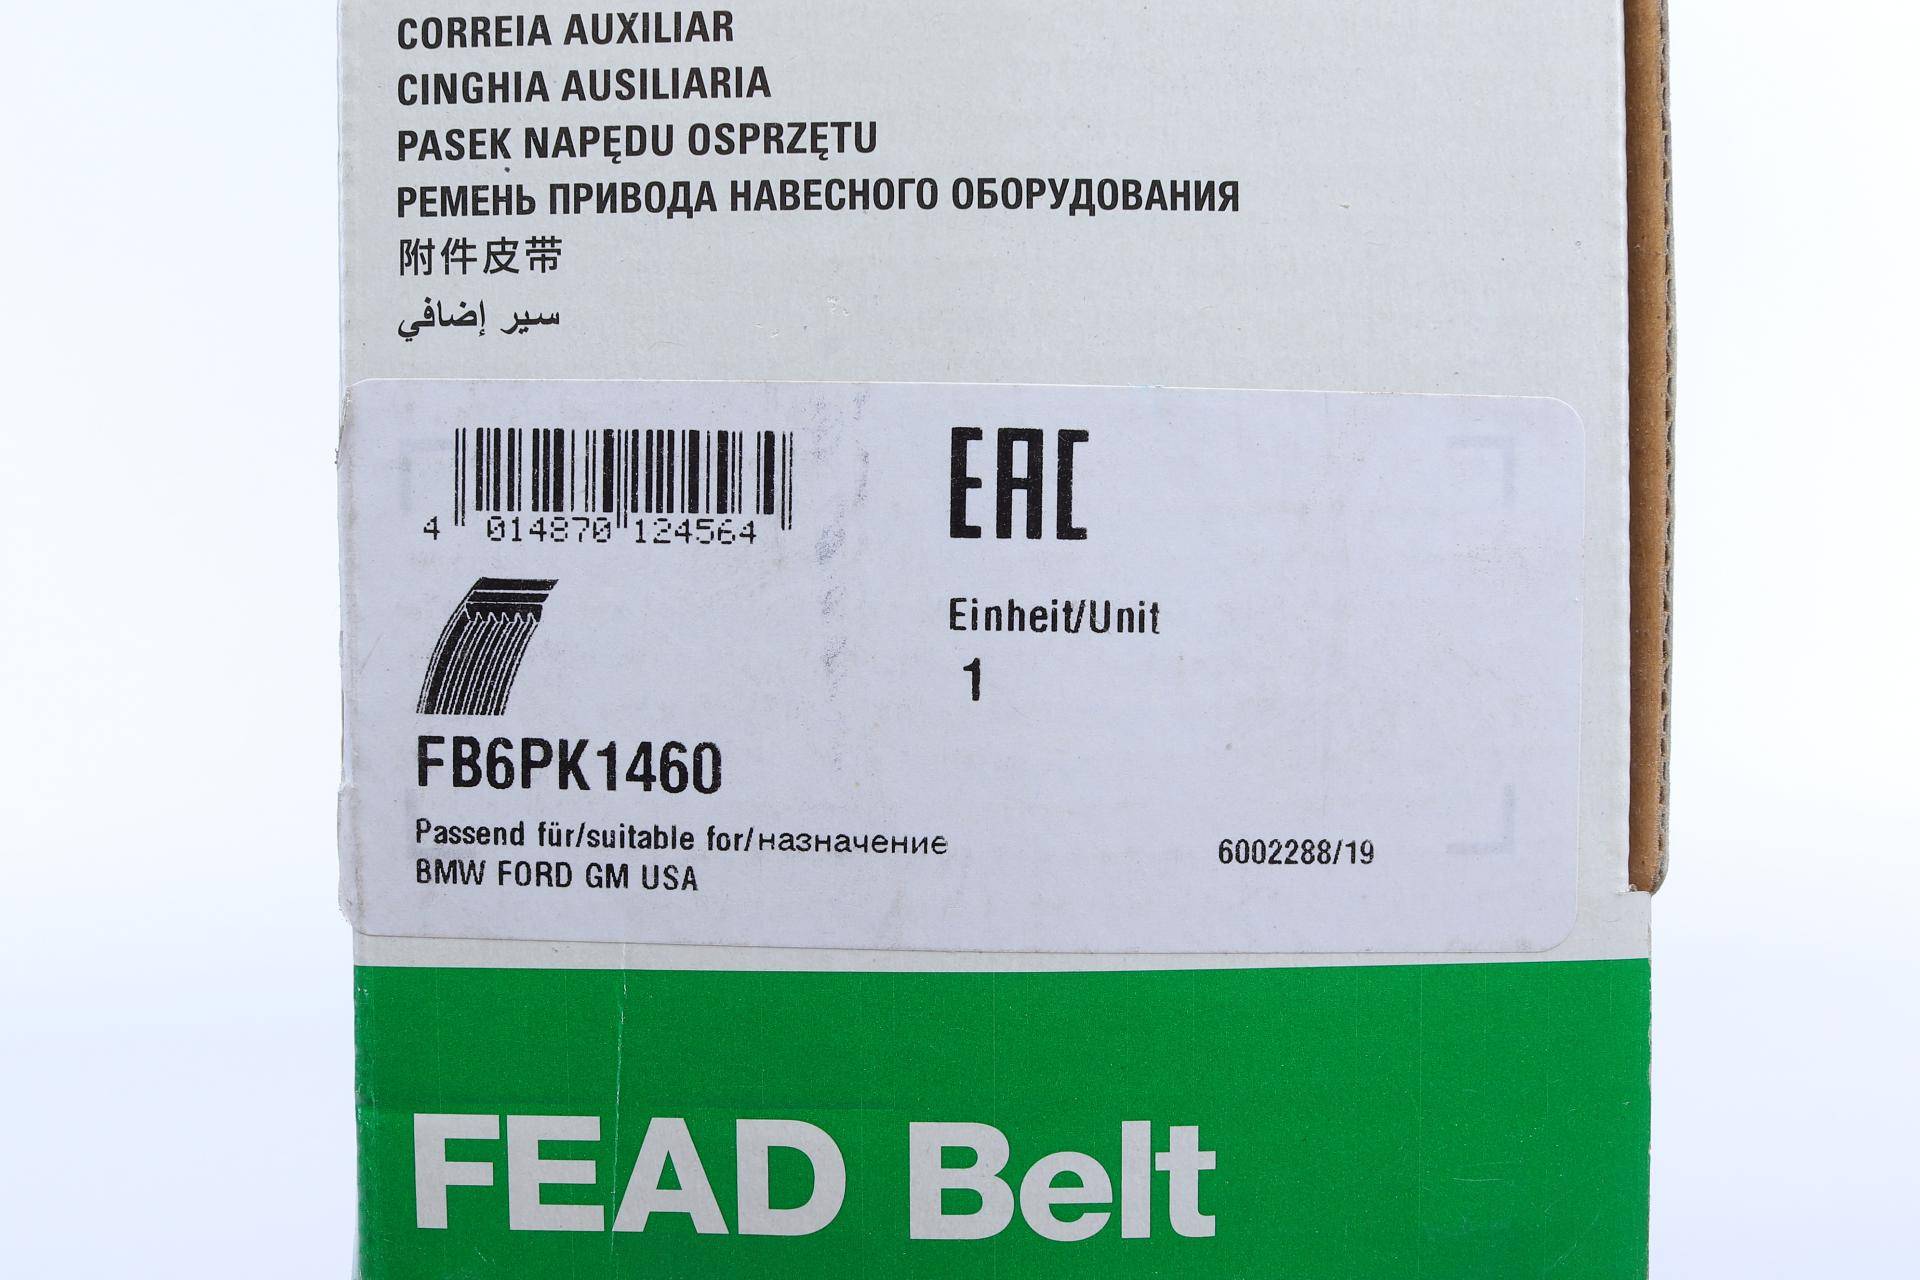 CORREIA AUXILIAR
CINGHIA AUSILIARIA
PASEK NAPĘDU OSPRZĘTU
РЕМЕНЬ ПРИВОДА НАВЕСНОГО ОБОРУДОВАНИЯ
附件皮带
سير إضافي
EAC
4 014870 124564
Einheit/Unit
1
FB6PK1460
Passend für/suitable for/назначение
BMW FORD GM USA
6002288/19
FEAD Belt